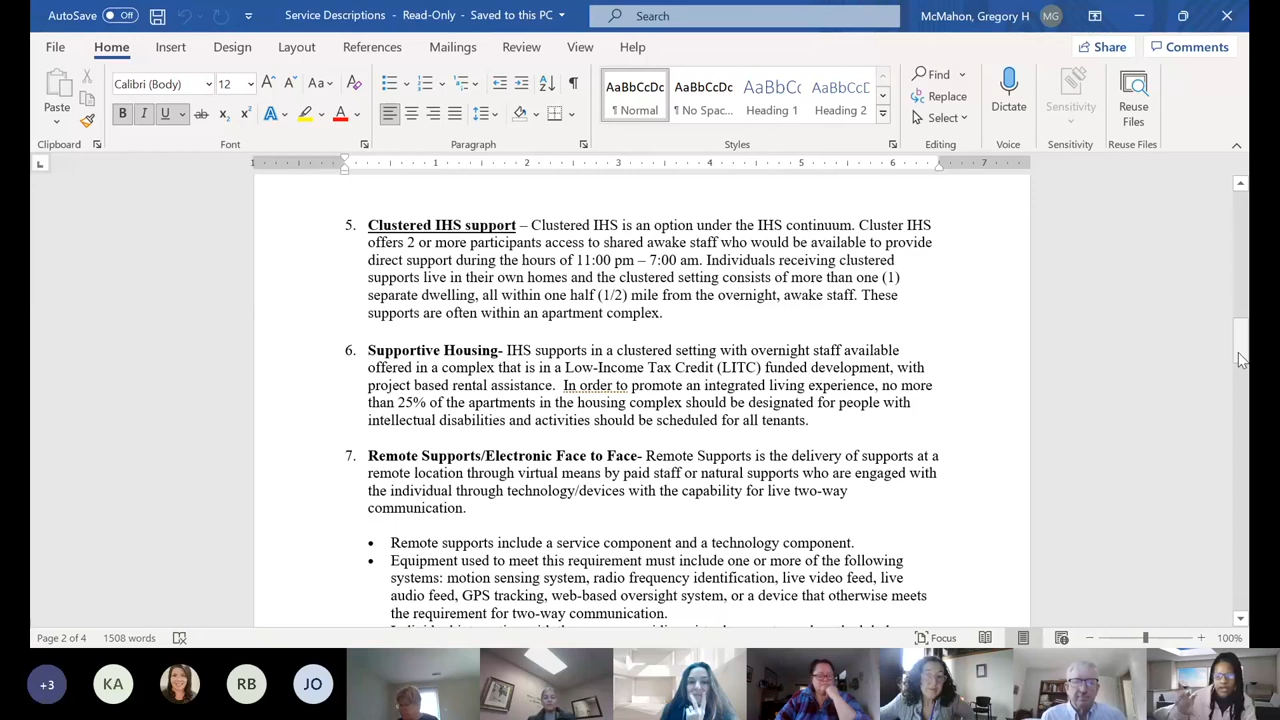 AutoSave Off Service Descriptions - Read-Only - Saved to this PC Search McMahon, Gregory H MG
File Home Insert Design Layout References Mailings Review View Help Share Comments
Paste Calibri (Body) 12 Aa AaBbCcDc AaBbCcDc AaBbCc AaBbCcD Find Dictate Sensitivity Reuse Files
B I U ab x₂ x² A A ¶ Normal ¶ No Spac... Heading 1 Heading 2 Replace
Select
Clipboard Font Paragraph Styles Editing Voice Sensitivity Reuse Files
1 1 2 3 4 5 6 7
5. Clustered IHS support – Clustered IHS is an option under the IHS continuum. Cluster IHS
offers 2 or more participants access to shared awake staff who would be available to provide
direct support during the hours of 11:00 pm – 7:00 am. Individuals receiving clustered
supports live in their own homes and the clustered setting consists of more than one (1)
separate dwelling, all within one half (1/2) mile from the overnight, awake staff. These
supports are often within an apartment complex.
6. Supportive Housing- IHS supports in a clustered setting with overnight staff available
offered in a complex that is in a Low-Income Tax Credit (LITC) funded development, with
project based rental assistance. In order to promote an integrated living experience, no more
than 25% of the apartments in the housing complex should be designated for people with
intellectual disabilities and activities should be scheduled for all tenants.
7. Remote Supports/Electronic Face to Face- Remote Supports is the delivery of supports at a
remote location through virtual means by paid staff or natural supports who are engaged with
the individual through technology/devices with the capability for live two-way
communication.
• Remote supports include a service component and a technology component.
• Equipment used to meet this requirement must include one or more of the following
systems: motion sensing system, radio frequency identification, live video feed, live
audio feed, GPS tracking, web-based oversight system, or a device that otherwise meets
the requirement for two-way communication.
Page 2 of 4 1508 words Focus 100%
+3 KA RB JO